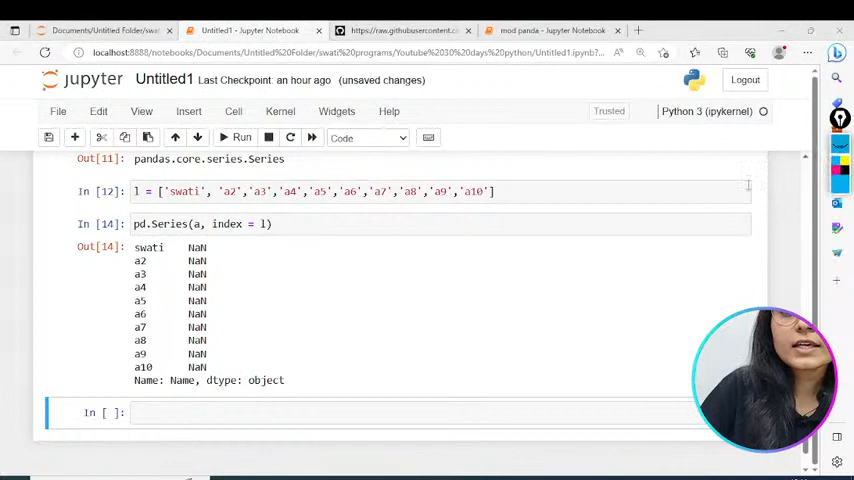 Documents/Untitled Folder/swat
Untitled1 - Jupyter Notebook
https://raw.githubusercontent.c
mod panda - Jupyter Notebook
localhost:8888/notebooks/Documents/Untitled%20Folder/swati%20programs/Youtube%2030%20days%20python/Untitled1.ipynb?...
jupyter Untitled1 Last Checkpoint: an hour ago (unsaved changes)
Logout
File Edit View Insert Cell Kernel Widgets Help
Trusted
Python 3 (ipykernel)
Run
Code
Out[11]: pandas.core.series.Series
In [12]: l = ['swati', 'a2','a3','a4','a5','a6','a7','a8','a9','a10']
In [14]: pd.Series(a, index = l)
Out[14]: swati NaN
a2 NaN
a3 NaN
a4 NaN
a5 NaN
a6 NaN
a7 NaN
a8 NaN
a9 NaN
a10 NaN
Name: Name, dtype: object
In [ ]: